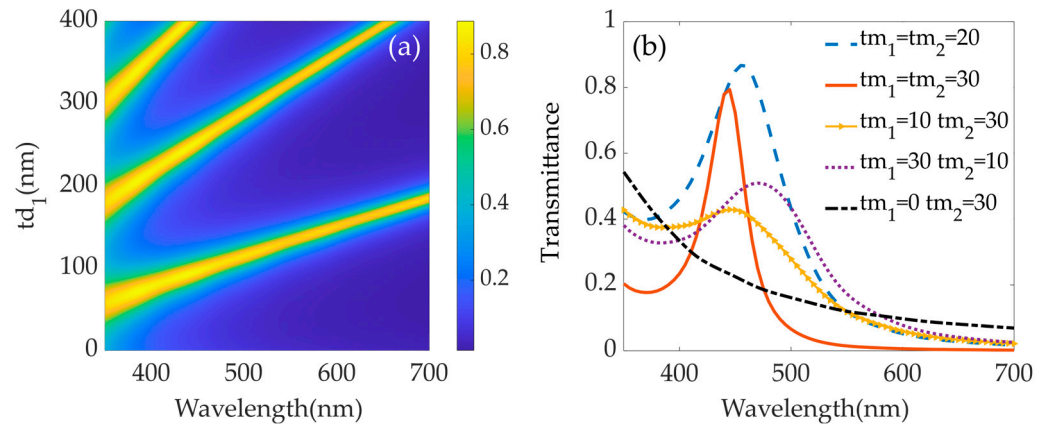 (a)
400
300
200
100
0
td₁(nm)
400 500 600 700
Wavelength(nm)
0.8
0.6
0.4
0.2
(b)
1
0.8
0.6
0.4
0.2
0
Transmittance
400 500 600 700
Wavelength(nm)
tm₁=tm₂=20
tm₁=tm₂=30
tm₁=10 tm₂=30
tm₁=30 tm₂=10
tm₁=0 tm₂=30